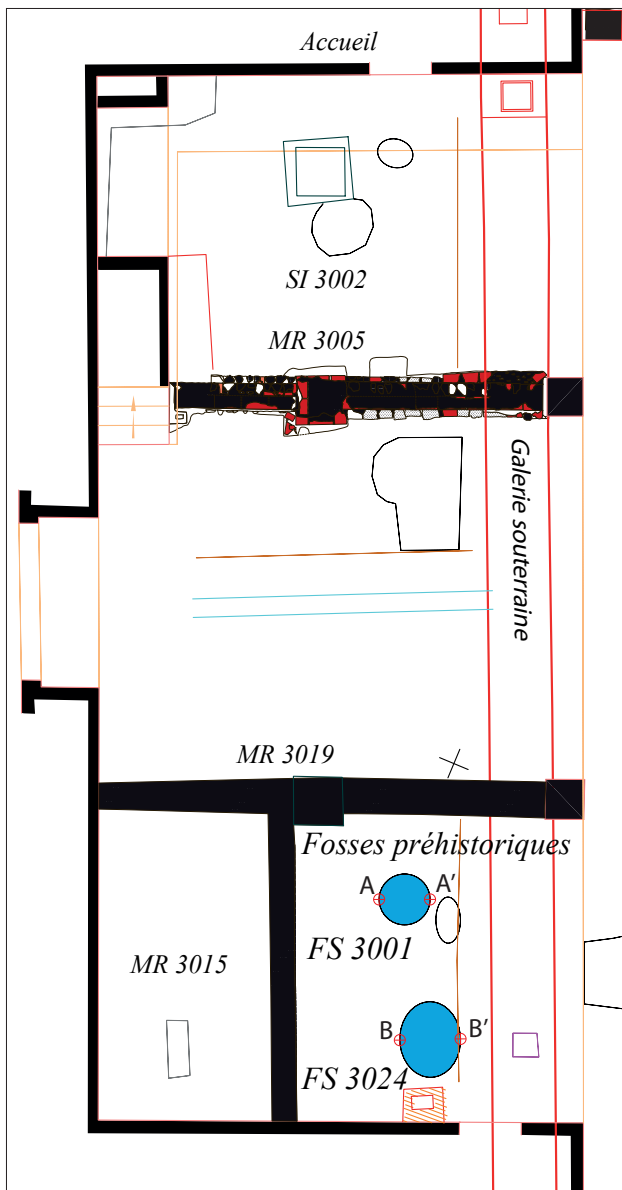 Accueil
SI 3002
MR 3005
Galerie souterraine
MR 3019
Fosses préhistoriques
A A’
FS 3001
MR 3015
B B’
FS 3024